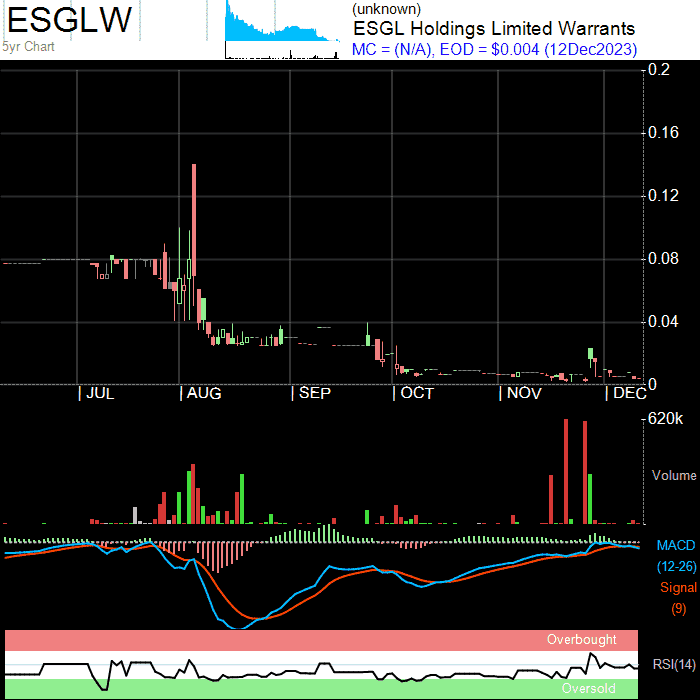 ESGLW
5yr Chart
(unknown)
ESGL Holdings Limited Warrants
MC = (N/A), EOD = $0.004 (12Dec2023)
0.2
0.16
0.12
0.08
0.04
0
JUL AUG SEP OCT NOV DEC
620k
Volume
MACD
(12-26)
Signal
(9)
Overbought
RSI(14)
Oversold